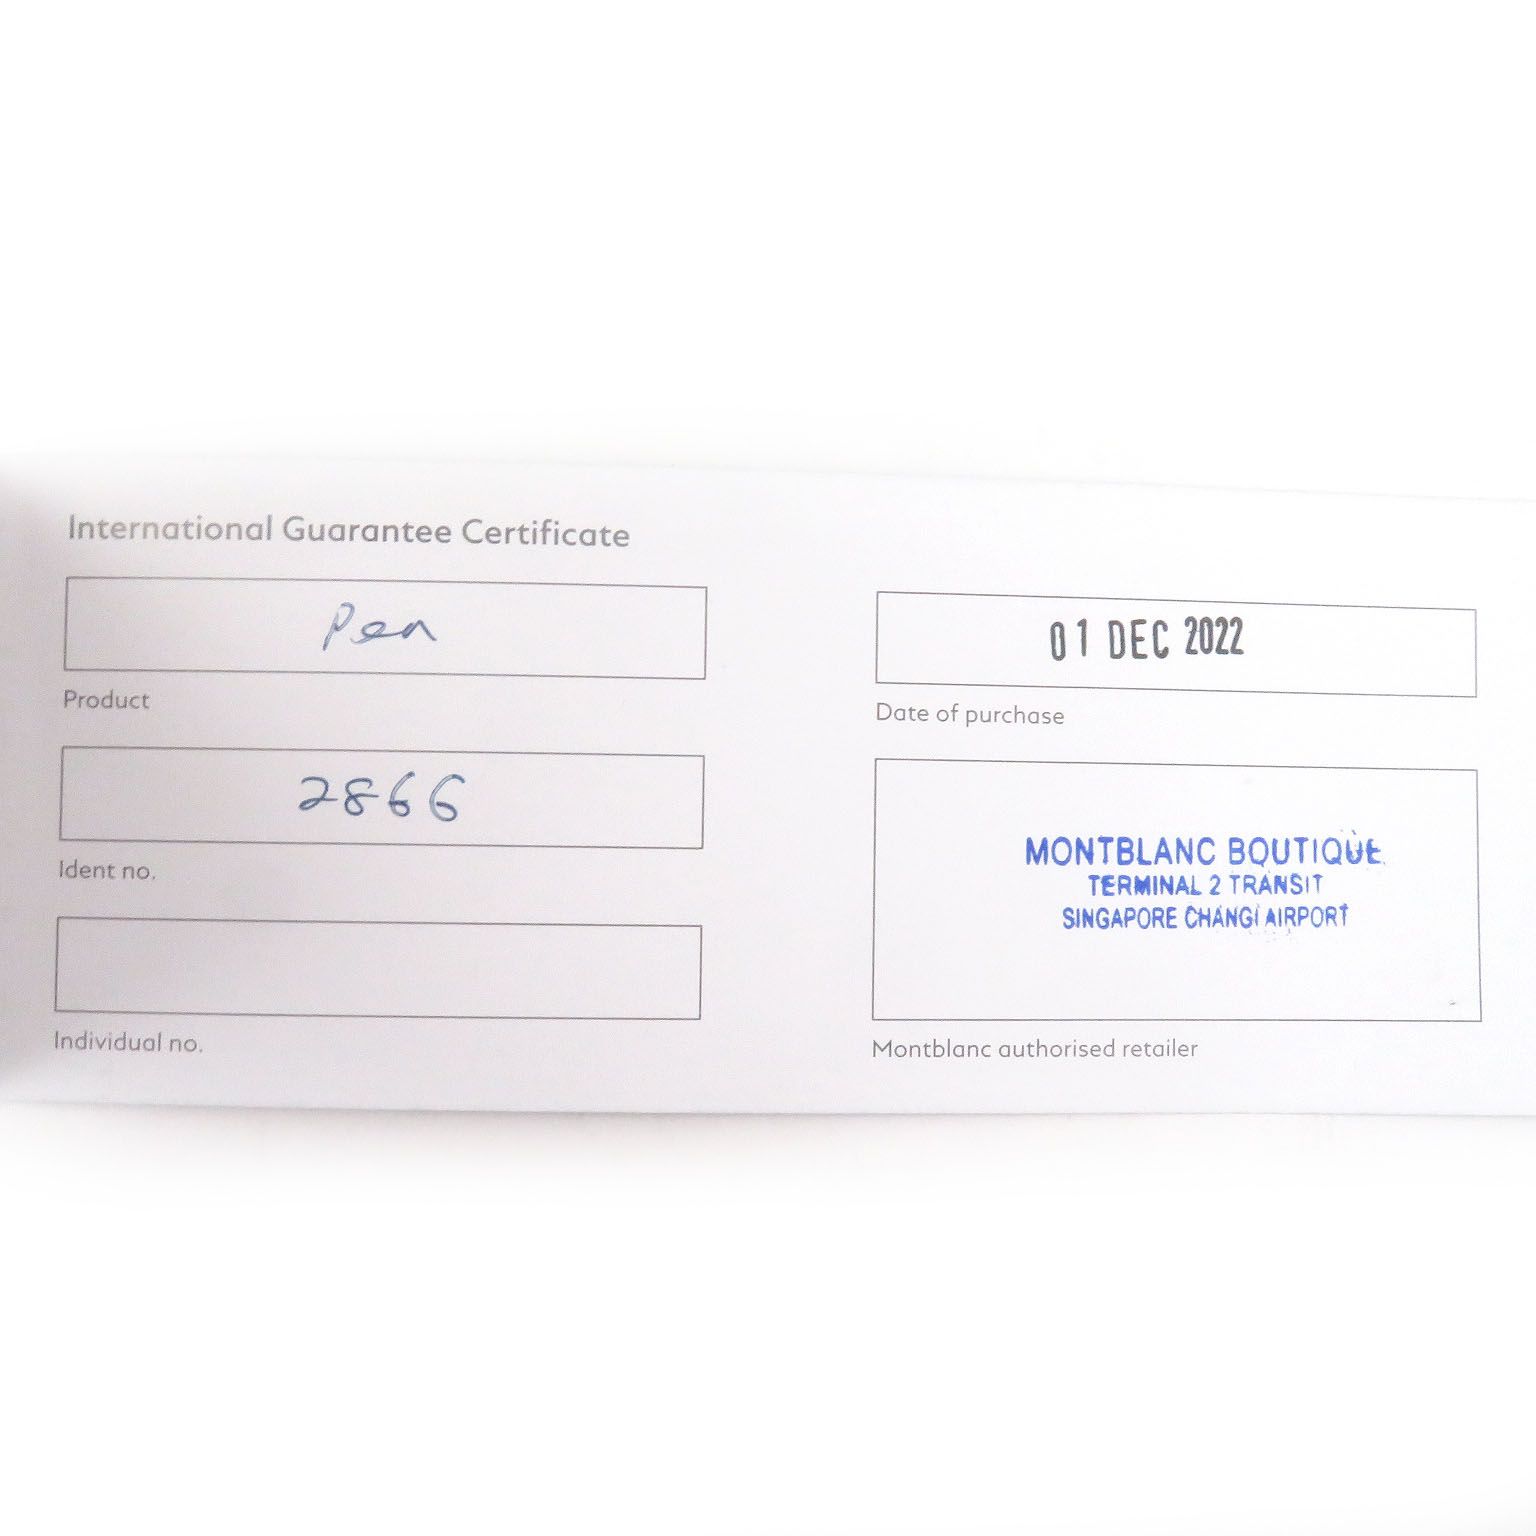 International Guarantee Certificate
Pen
Product
2866
Ident no.
Individual no.
01 DEC 2022
Date of purchase
MONTBLANC BOUTIQUE
TERMINAL 2 TRANSIT
SINGAPORE CHANGI AIRPORT
Montblanc authorised retailer